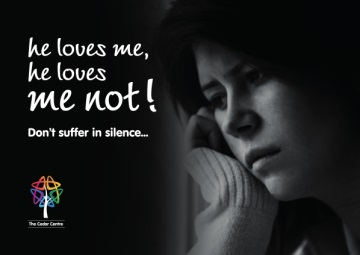 he loves me,
he loves
me not!
Don't suffer in silence...
The Cedar Centre